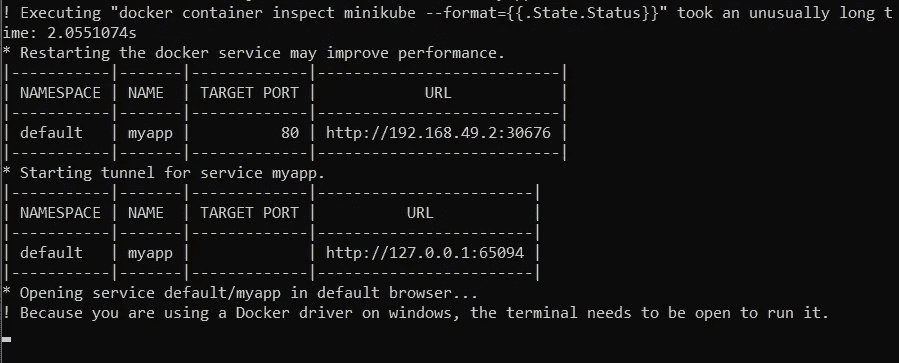 ! Executing "docker container inspect minikube --format={{.State.Status}}" took an unusually long t
ime: 2.0551074s
* Restarting the docker service may improve performance.
|-----------|-------|-------------|---------------------------|
| NAMESPACE | NAME  | TARGET PORT |            URL            |
|-----------|-------|-------------|---------------------------|
| default   | myapp |          80 | http://192.168.49.2:30676 |
|-----------|-------|-------------|---------------------------|
* Starting tunnel for service myapp.
|-----------|-------|-------------|------------------------|
| NAMESPACE | NAME  | TARGET PORT |          URL           |
|-----------|-------|-------------|------------------------|
| default   | myapp |             | http://127.0.0.1:65094 |
|-----------|-------|-------------|------------------------|
* Opening service default/myapp in default browser...
! Because you are using a Docker driver on windows, the terminal needs to be open to run it.